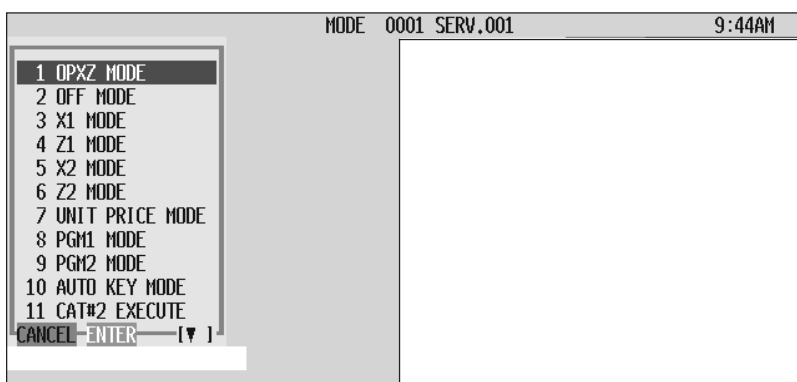 MODE 0001 SERV.001 9:44AM
1 OPXZ MODE
2 OFF MODE
3 X1 MODE
4 Z1 MODE
5 X2 MODE
6 Z2 MODE
7 UNIT PRICE MODE
8 PGM1 MODE
9 PGM2 MODE
10 AUTO KEY MODE
11 CAT#2 EXECUTE
CANCEL ENTER [▼ ]